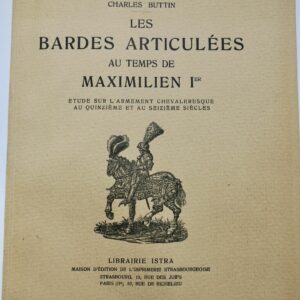 CHARLES BUTTIN
LES
BARDES ARTICULÉES
AU TEMPS DE
MAXIMILIEN Iᴱᴿ
ETUDE SUR L'ARMEMENT CHEVALERESQUE
AU QUINZIÈME ET AU SEIZIÈME SIÈCLES
LIBRAIRIE ISTRA
MAISON D'ÉDITION DE L'IMPRIMERIE STRASBOURGEOISE
STRASBOURG, 15, RUE DES JUIFS
PARIS (IIᵉ), 57, RUE DE RICHELIEU